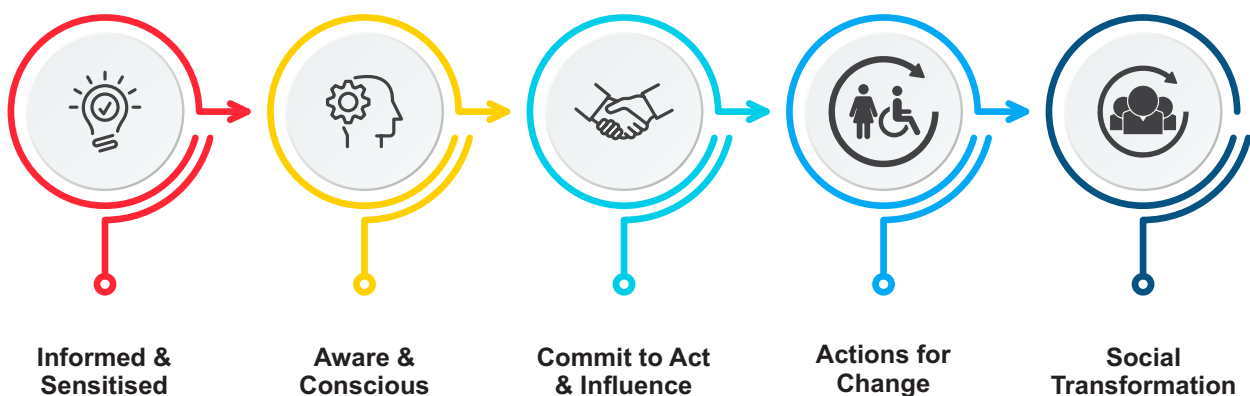 Informed &
Sensitised
Aware &
Conscious
Commit to Act
& Influence
Actions for
Change
Social
Transformation